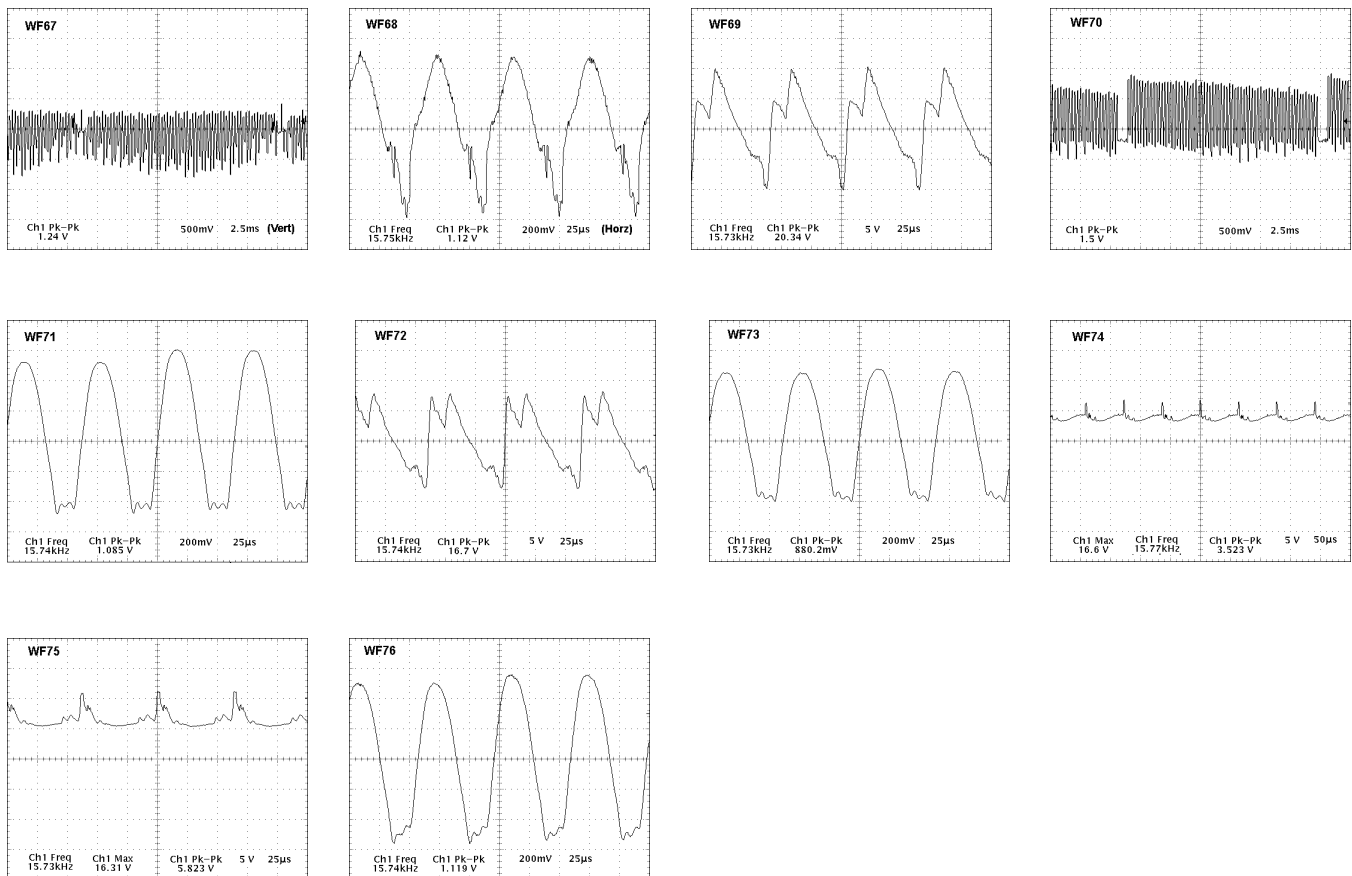 WF67
Ch1 Pk-Pk
1.24 V
500mV 2.5ms (Vert)
WF68
Ch1 Freq
15.75kHz
Ch1 Pk-Pk
1.12 V
200mV 25µs (Horz)
WF69
Ch1 Freq
15.73kHz
Ch1 Pk-Pk
20.34 V
5 V 25µs
WF70
Ch1 Pk-Pk
1.5 V
500mV 2.5ms
WF71
Ch1 Freq
15.74kHz
Ch1 Pk-Pk
1.085 V
200mV 25µs
WF72
Ch1 Freq
15.74kHz
Ch1 Pk-Pk
16.7 V
5 V 25µs
WF73
Ch1 Freq
15.73kHz
Ch1 Pk-Pk
880.2mV
200mV 25µs
WF74
Ch1 Max
16.6 V
Ch1 Freq
15.77kHz
Ch1 Pk-Pk
3.523 V
5 V 50µs
WF75
Ch1 Freq
15.73kHz
Ch1 Max
16.31 V
Ch1 Pk-Pk
5.823 V
5 V 25µs
WF76
Ch1 Freq
15.74kHz
Ch1 Pk-Pk
1.119 V
200mV 25µs